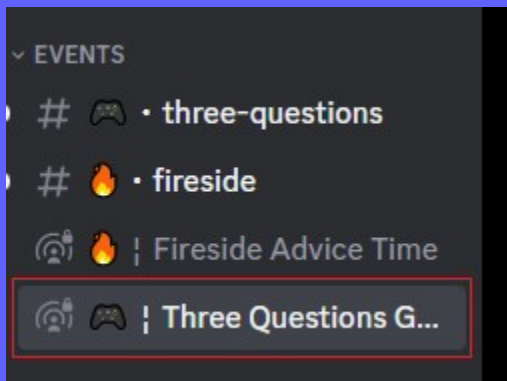 EVENTS
# 🎮 · three-questions
# 🔥 · fireside
🔥 ¦ Fireside Advice Time
🎮 ¦ Three Questions G...